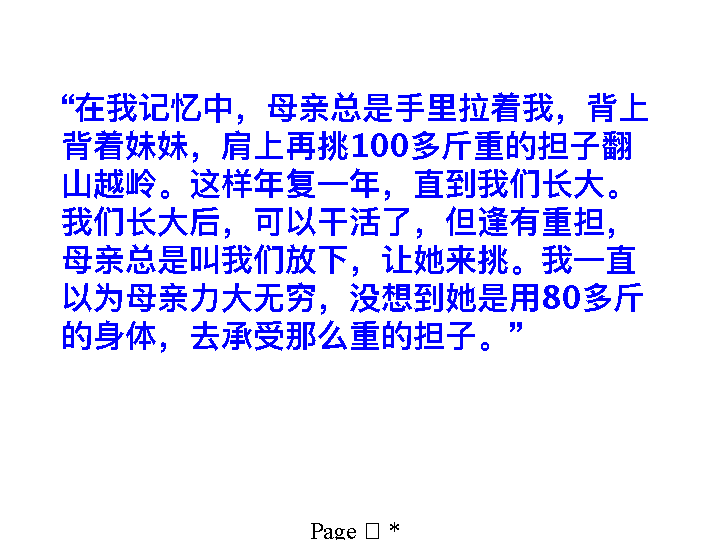 “在我记忆中，母亲总是手里拉着我，背上
背着妹妹，肩上再挑100多斤重的担子翻
山越岭。这样年复一年，直到我们长大。
我们长大后，可以干活了，但逢有重担，
母亲总是叫我们放下，让她来挑。我一直
以为母亲力大无穷，没想到她是用80多斤
的身体，去承受那么重的担子。”
Page  *